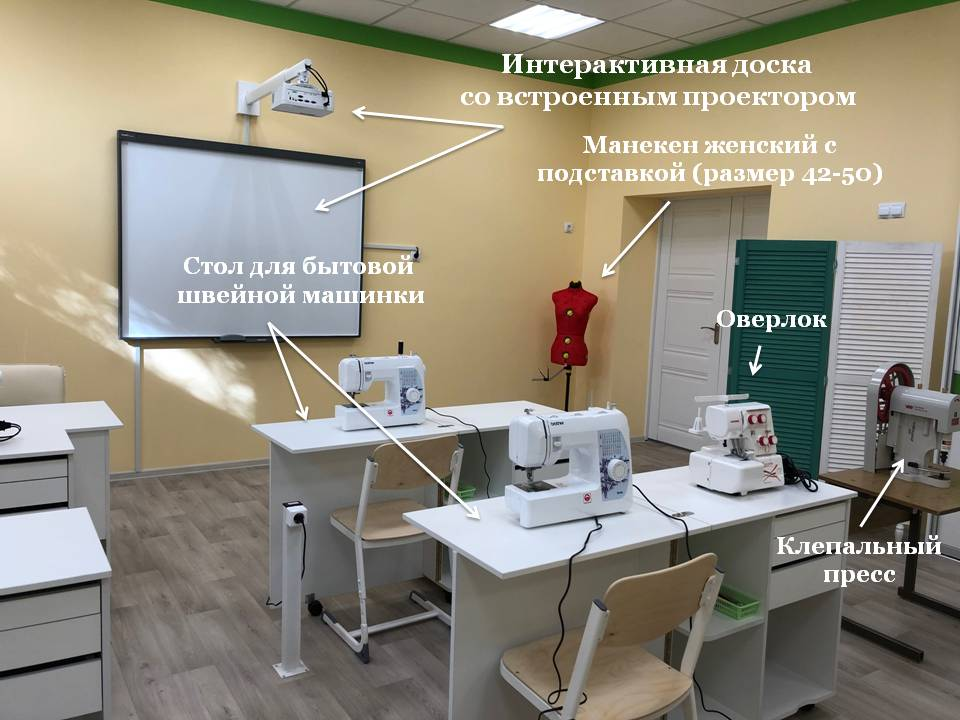 Интерактивная доска
со встроенным проектором
Манекен женский с
подставкой (размер 42-50)
Стол для бытовой
швейной машинки
Оверлок
Клепальный
пресс
brother